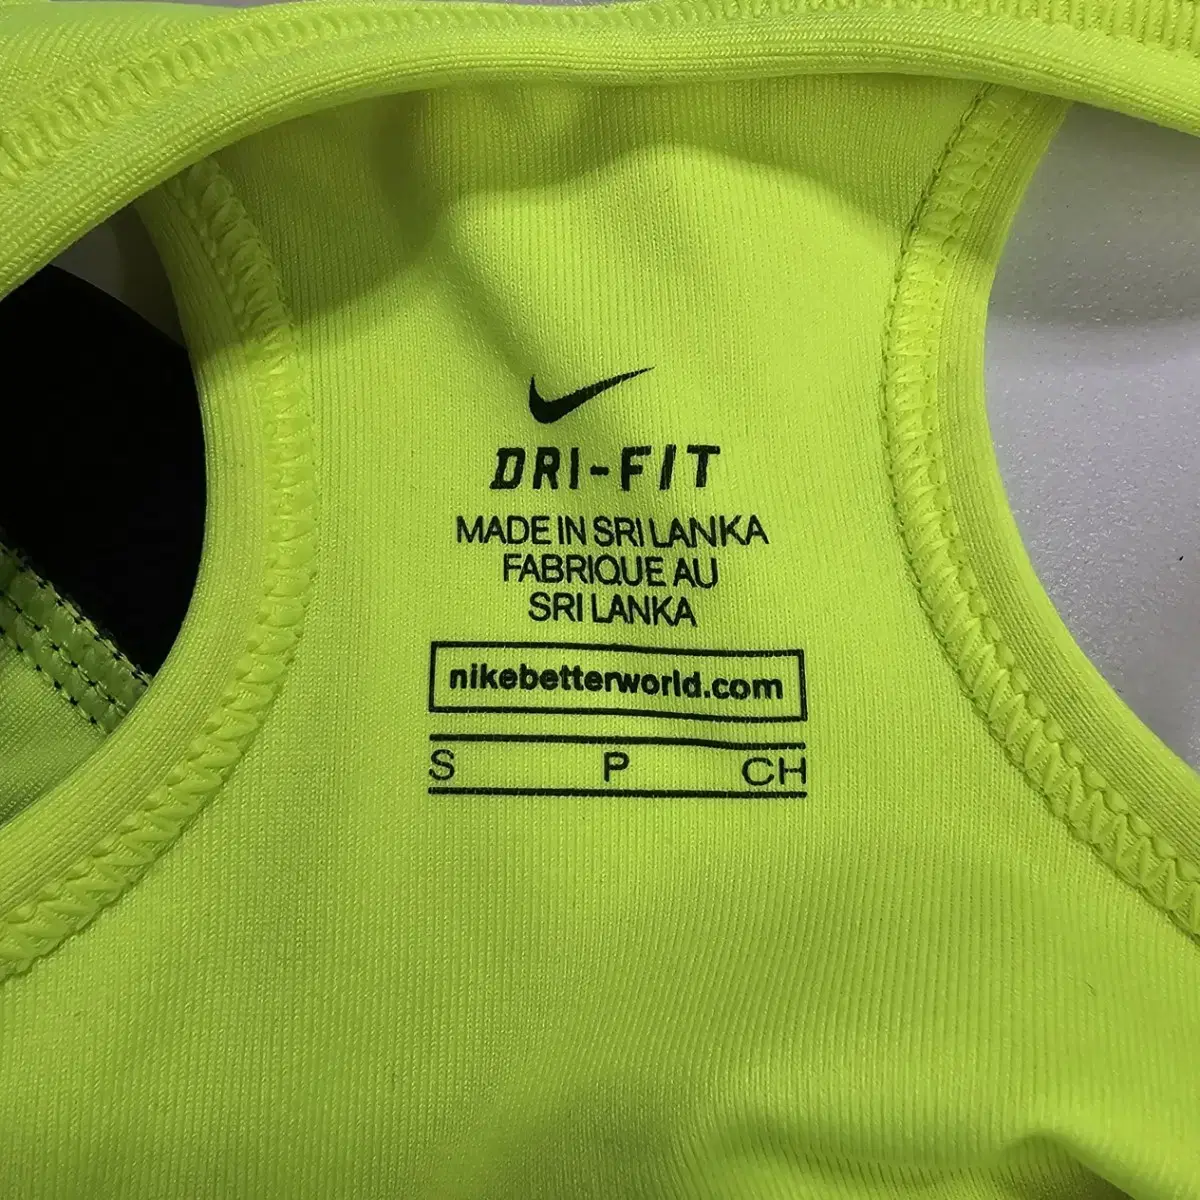 DRI-FIT
MADE IN SRI LANKA
FABRIQUE AU
SRI LANKA
nikebetterworld.com
S P CH